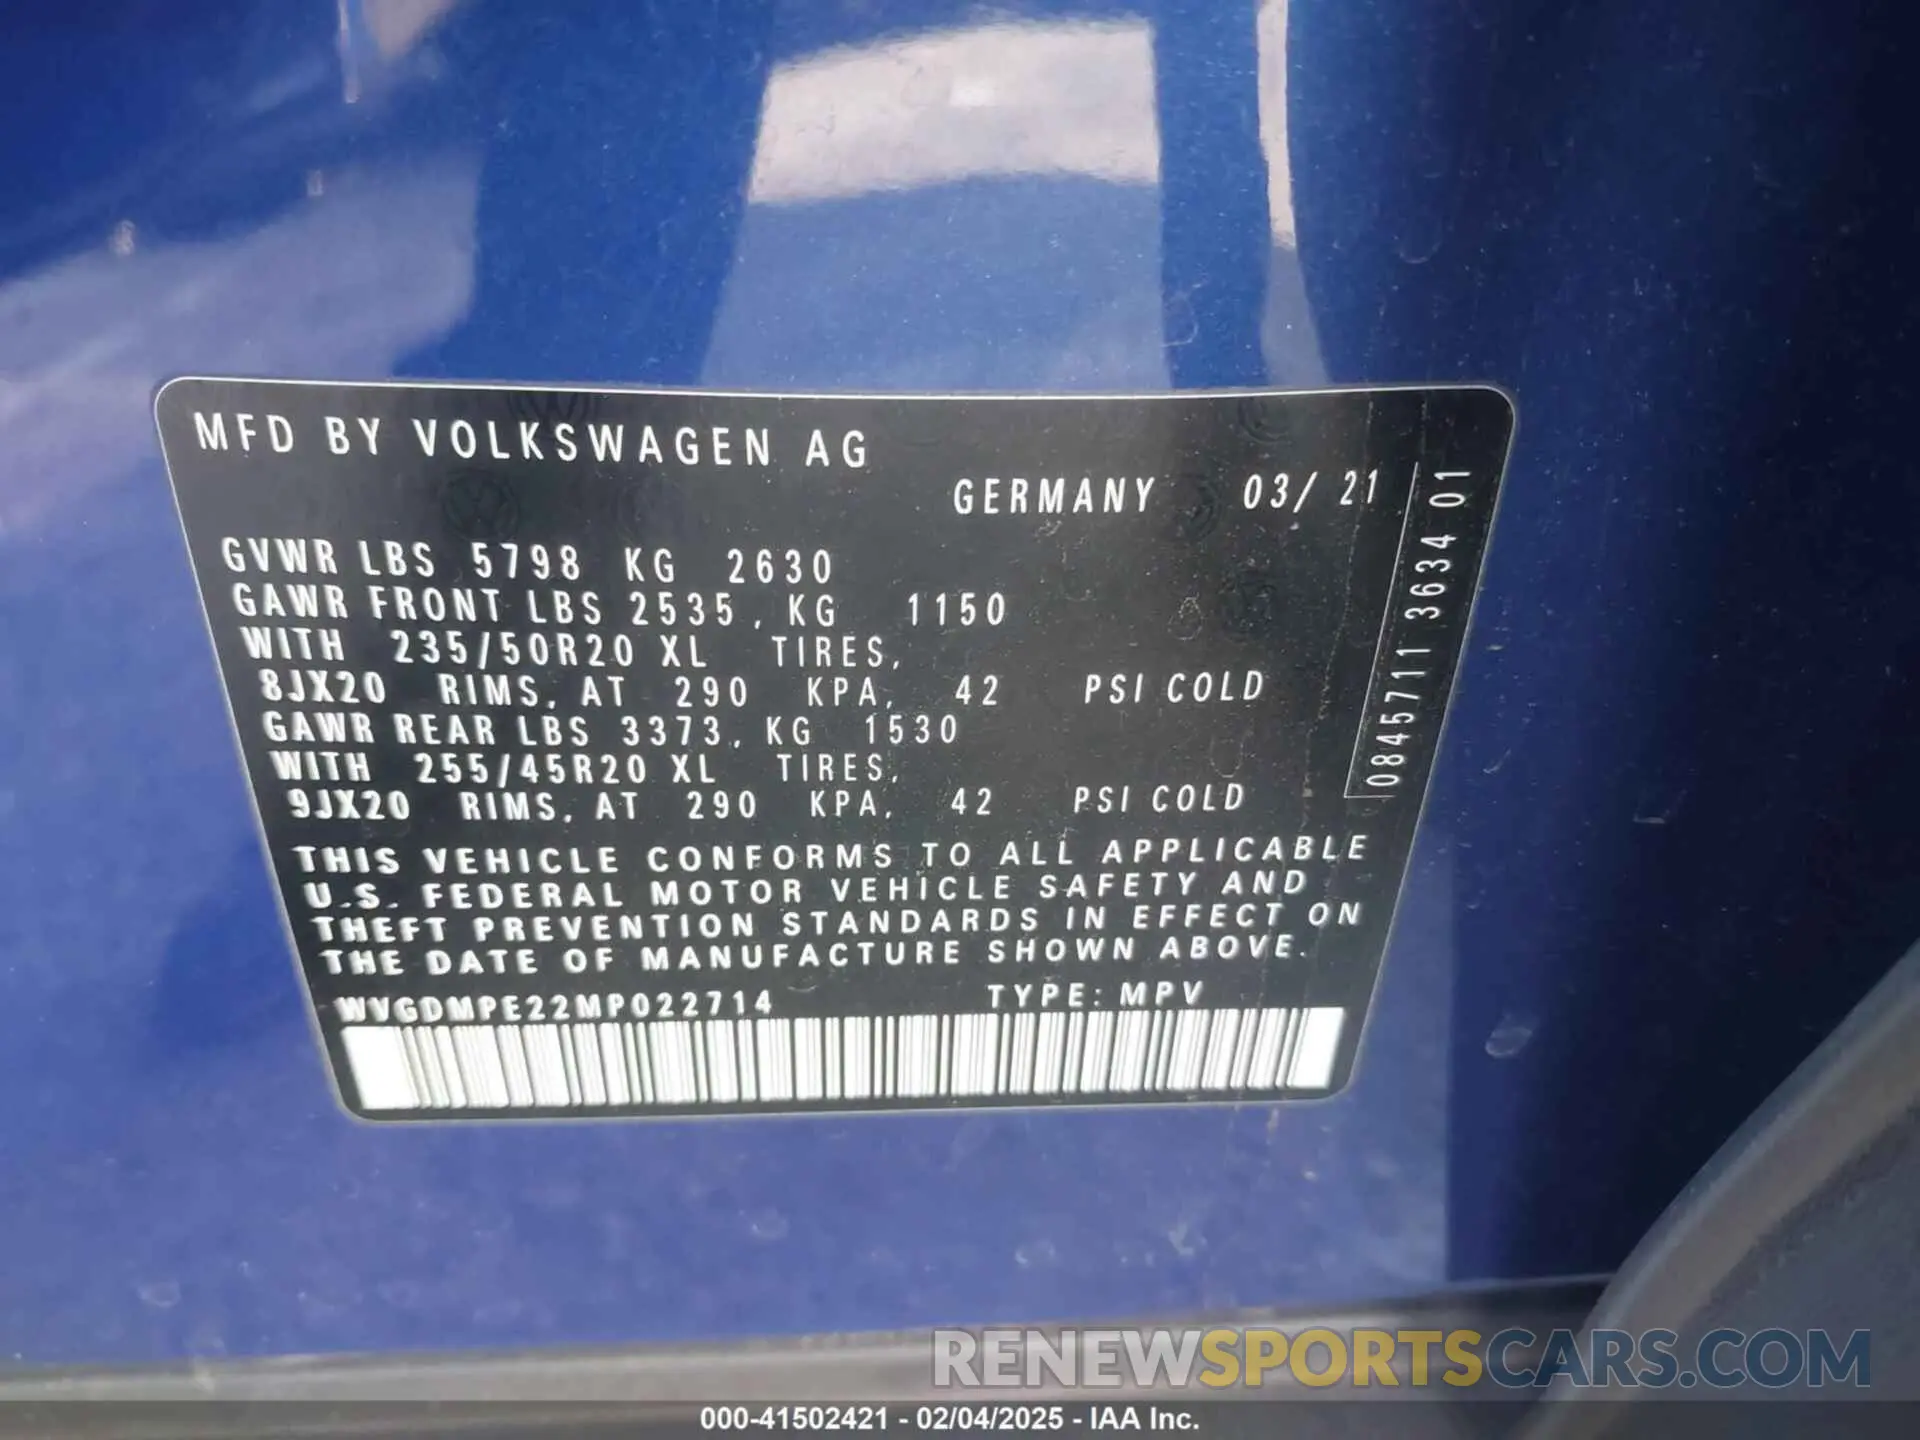 MFD BY VOLKSWAGEN AG
GERMANY 03/ 21
GVWR LBS 5798 KG 2630
GAWR FRONT LBS 2535, KG 1150
WITH 235/50R20 XL TIRES,
8JX20 RIMS, AT 290 KPA, 42 PSI COLD
GAWR REAR LBS 3373, KG 1530
WITH 255/45R20 XL TIRES,
9JX20 RIMS, AT 290 KPA, 42 PSI COLD
0845711 3634 01
THIS VEHICLE CONFORMS TO ALL APPLICABLE
U.S. FEDERAL MOTOR VEHICLE SAFETY AND
THEFT PREVENTION STANDARDS IN EFFECT ON
THE DATE OF MANUFACTURE SHOWN ABOVE.
WVGDMPE22MP022714 TYPE: MPV
RENEWSPORTSCARS.COM
000-41502421 - 02/04/2025 - IAA Inc.